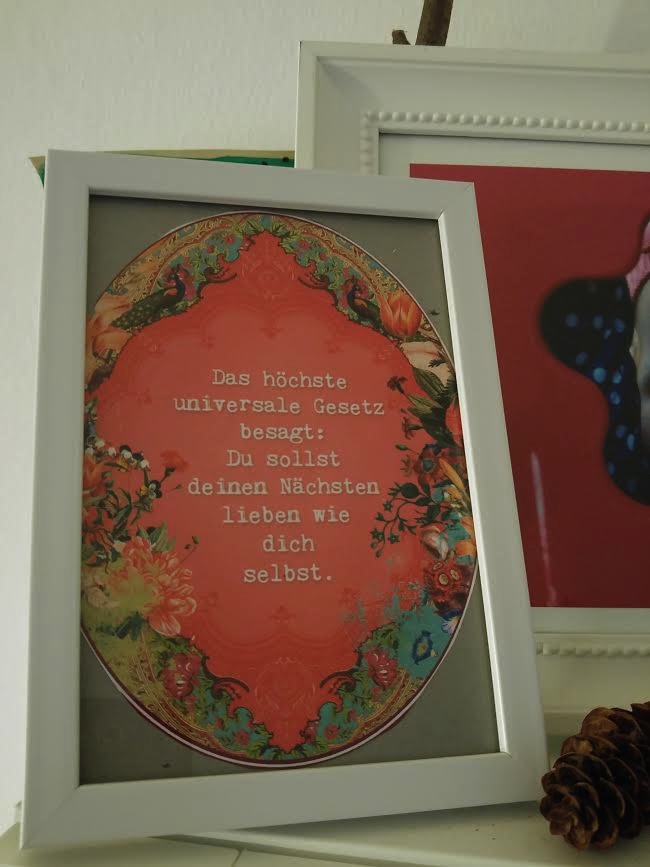 Das höchste
universale Gesetz
besagt:
Du sollst
deinen Nächsten
lieben wie
dich
selbst.